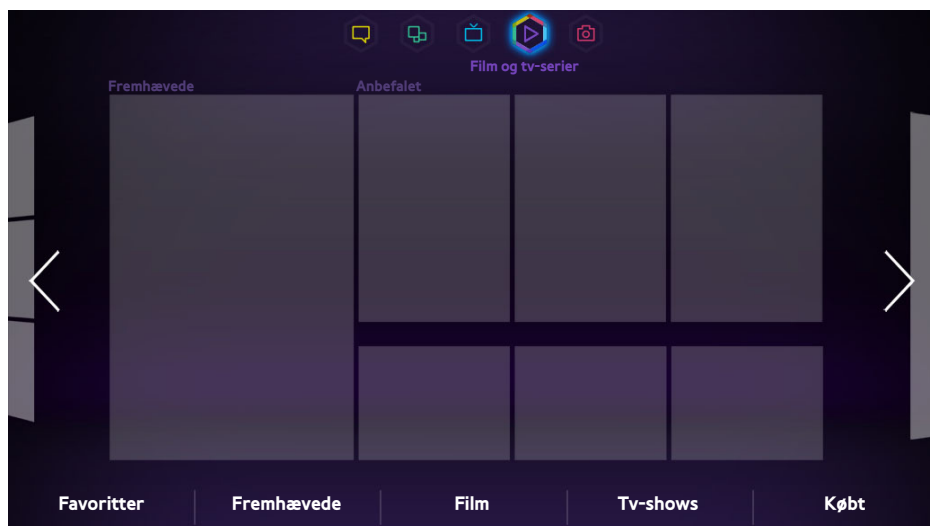 Film og tv-serier
Fremhævede
Anbefalet
Favoritter
Fremhævede
Film
Tv-shows
Købt